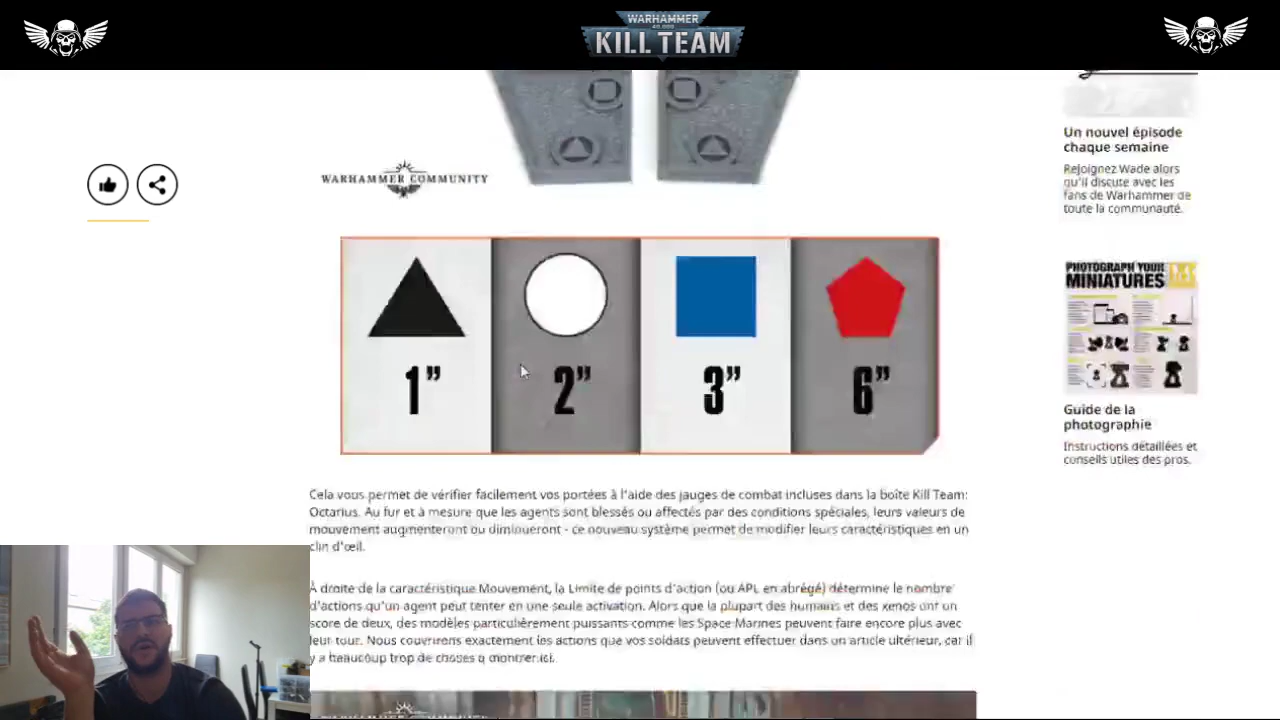 WARHAMMER
40,000
KILL TEAM
WARHAMMER COMMUNITY
1” 2” 3” 6”
Cela vous permet de vérifier facilement vos portées à l'aide des jauges de combat incluses dans la boîte Kill Team:
Octarius. Au fur et à mesure que les agents sont blessés ou affectés par des conditions spéciales, leurs valeurs de
mouvement augmenteront ou diminueront - ce nouveau système permet de modifier leurs caractéristiques en un
clin d'œil.
À droite de la caractéristique Mouvement, la Limite de points d'action (ou APL en abrégé) détermine le nombre
d'actions qu'un agent peut tenter en une seule activation. Alors que la plupart des humains et des xenos ont un
score de deux, des modèles particulièrement puissants comme les Space Marines peuvent faire encore plus avec
leur tour. Nous couvrirons exactement les actions que vos soldats peuvent effectuer dans un article ultérieur, car il
y a beaucoup trop de choses à montrer ici.
Un nouvel épisode
chaque semaine
Rejoignez Wade alors
qu'il discute avec les
fans de Warhammer de
toute la communauté.
PHOTOGRAPH YOUR
MINIATURES
Guide de la
photographie
Instructions détaillées et
conseils utiles des pros.